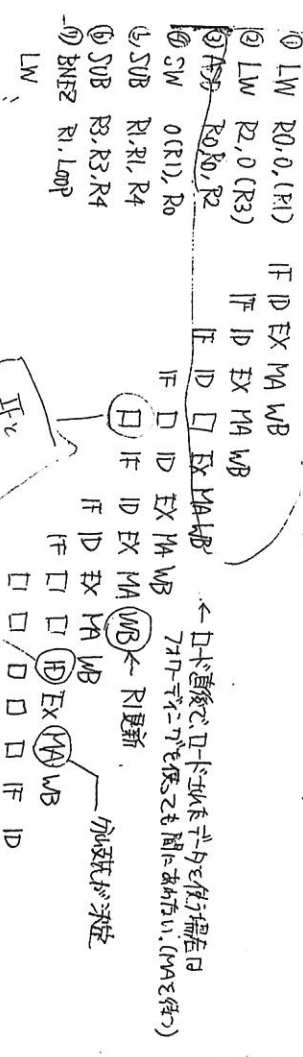 ① LW R0,0,(R1) IF ID EX MA WB
② LW R2,0(R3) IF ID EX MA WB
③ ADD R0,R0,R2 IF ID □ EX MA WB
④ SW 0(R1),R0 IF □ ID EX MA WB
⑤ SUB R1,R1,R4 □ IF ID EX MA WB ← R1更新
⑥ SUB R3,R3,R4 IF ID EX MA WB
⑦ BNEZ R1,Loop IF □ □ ID EX MA WB
LW □ □ □ □ □ IF ID
← ロード直後で、ロードされたデータを使う場合は
フォワーディングを使っても間にあわない。(MAを待つ)
分岐先が決定